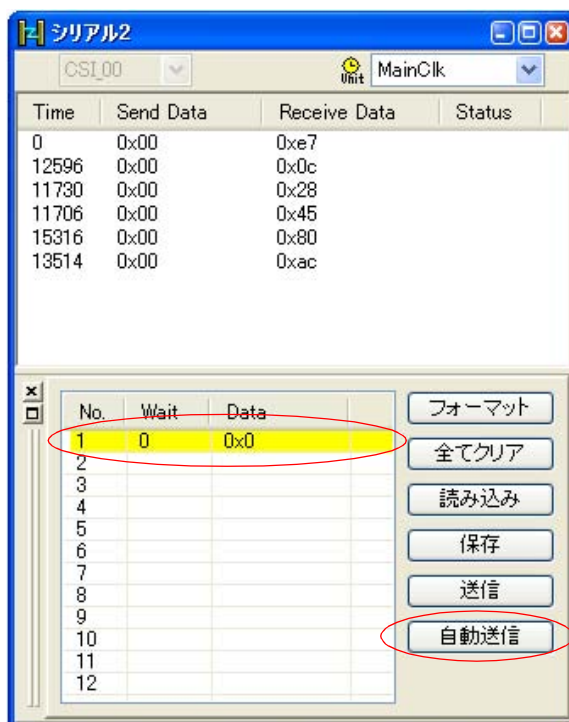 シリアル2
CSI_00 Unit MainClk
Time Send Data Receive Data Status
0 0x00 0xe7
12596 0x00 0x0c
11730 0x00 0x28
11706 0x00 0x45
15316 0x00 0x80
13514 0x00 0xac
No. Wait Data
1 0 0x0
2
3
4
5
6
7
8
9
10
11
12
フォーマット
全てクリア
読み込み
保存
送信
自動送信